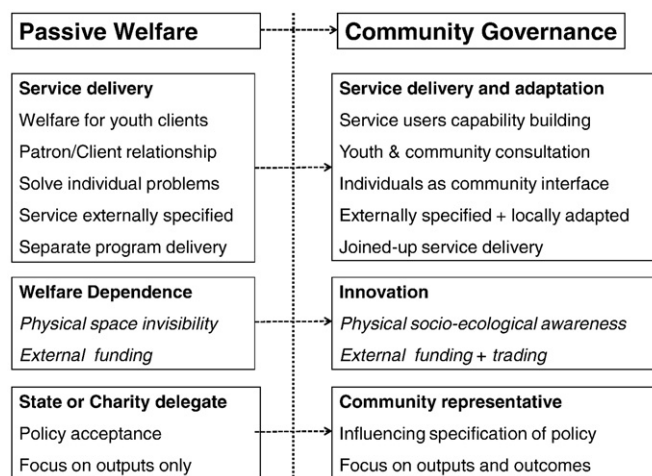 Passive Welfare
Community Governance
Service delivery
Welfare for youth clients
Patron/Client relationship
Solve individual problems
Service externally specified
Separate program delivery
Service delivery and adaptation
Service users capability building
Youth & community consultation
Individuals as community interface
Externally specified + locally adapted
Joined-up service delivery
Welfare Dependence
Physical space invisibility
External funding
Innovation
Physical socio-ecological awareness
External funding + trading
State or Charity delegate
Policy acceptance
Focus on outputs only
Community representative
Influencing specification of policy
Focus on outputs and outcomes